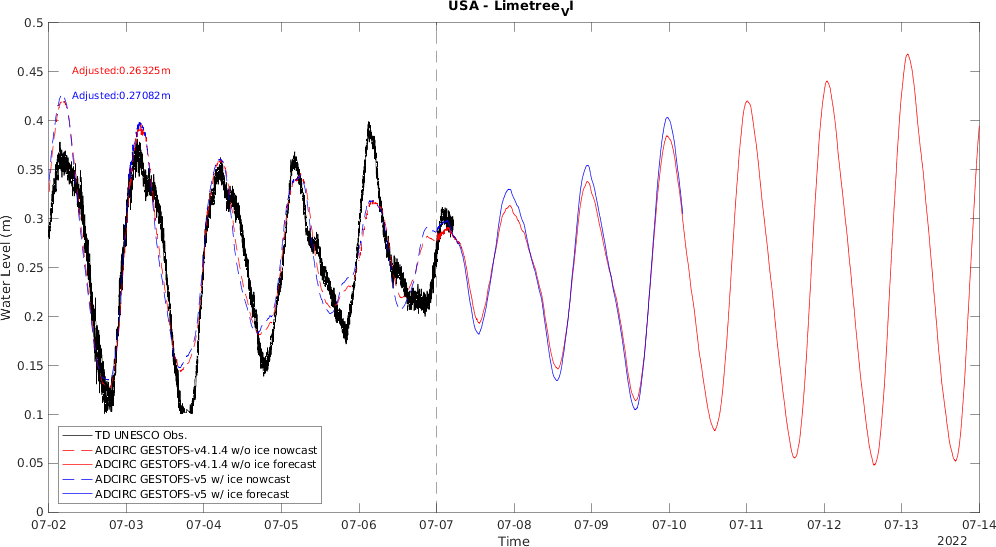 USA - Limetree_VI
0.5
0.45
0.4
0.35
0.3
0.25
0.2
0.15
0.1
0.05
0
Water Level (m)
Adjusted:0.26325m
Adjusted:0.27082m
TD UNESCO Obs.
ADCIRC GESTOFS-v4.1.4 w/o ice nowcast
ADCIRC GESTOFS-v4.1.4 w/o ice forecast
ADCIRC GESTOFS-v5 w/ ice nowcast
ADCIRC GESTOFS-v5 w/ ice forecast
07-02 07-03 07-04 07-05 07-06 07-07 07-08 07-09 07-10 07-11 07-12 07-13 07-14
Time
2022